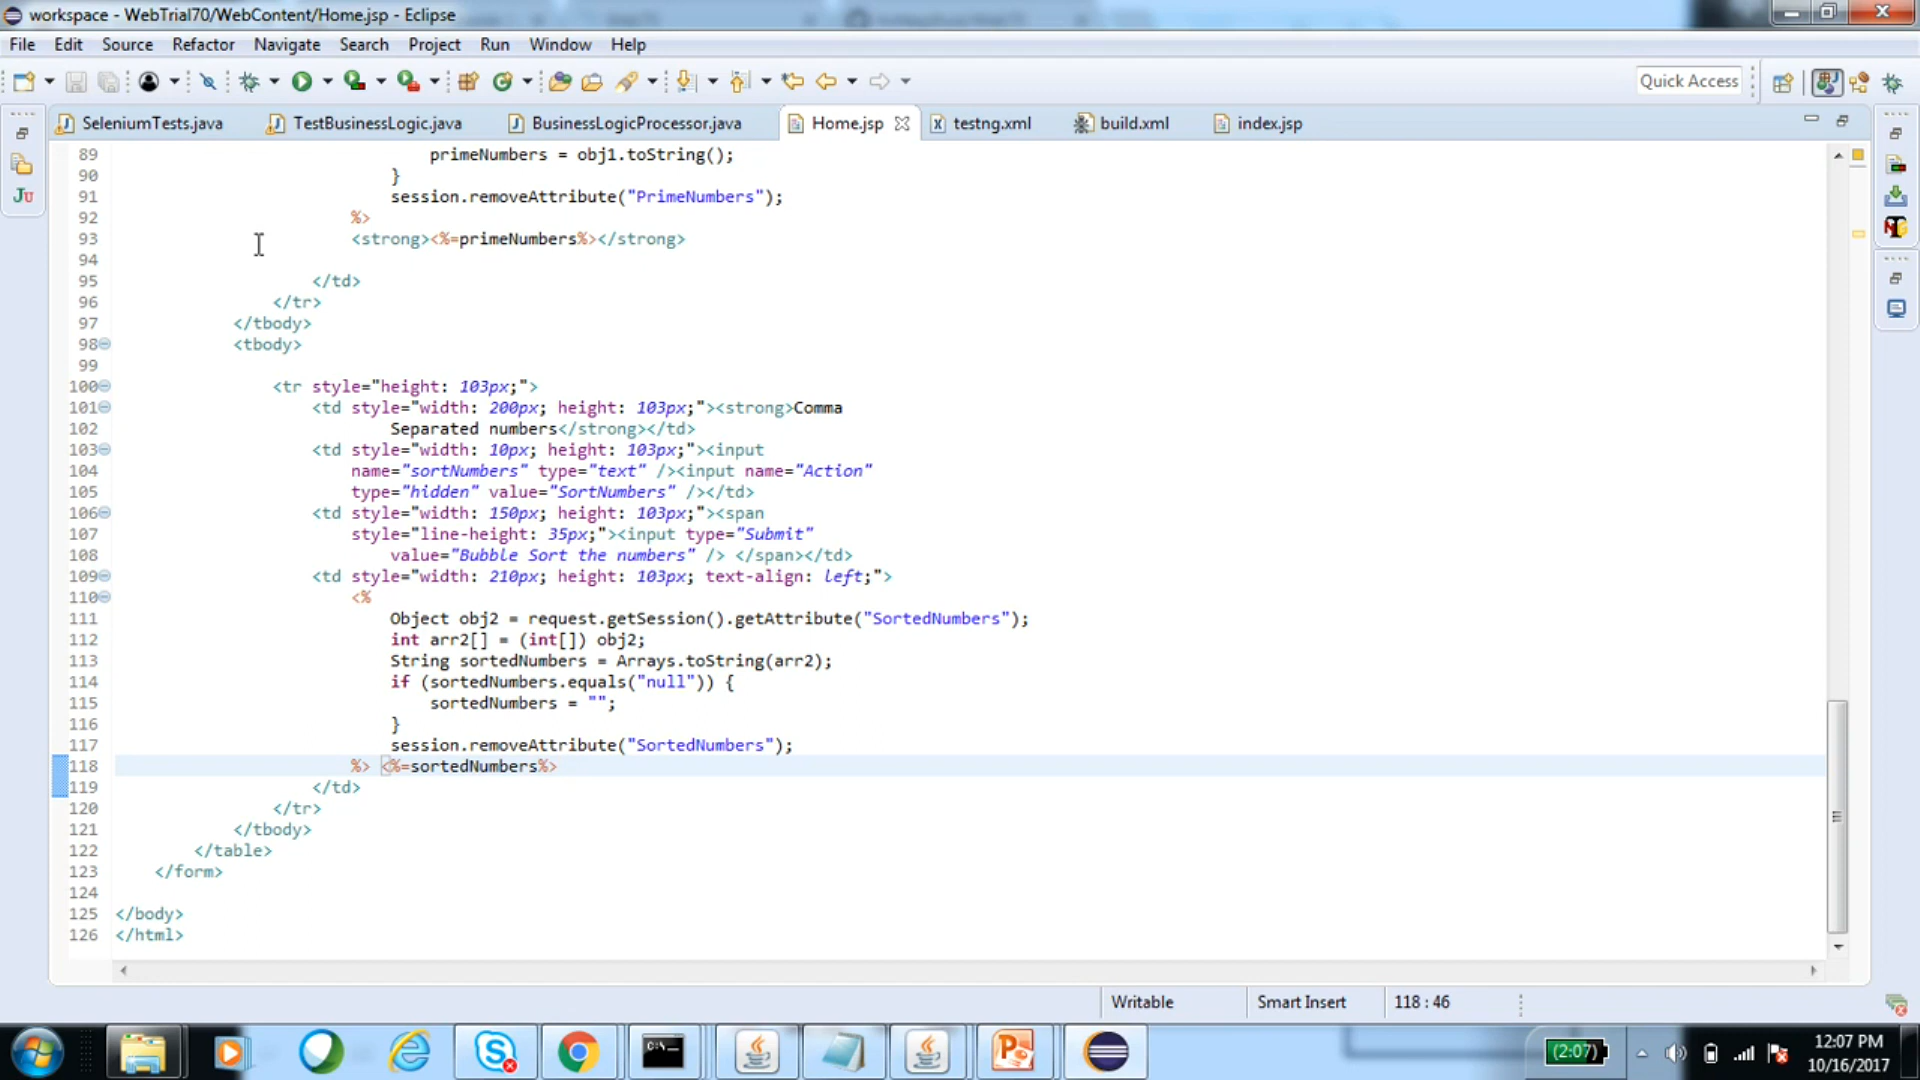 workspace - WebTrial70/WebContent/Home.jsp - Eclipse
File Edit Source Refactor Navigate Search Project Run Window Help
Quick Access
SeleniumTests.java TestBusinessLogic.java BusinessLogicProcessor.java Home.jsp testng.xml build.xml index.jsp
89 primeNumbers = obj1.toString();
90 }
91 session.removeAttribute("PrimeNumbers");
92 %>
93 <strong><%=primeNumbers%></strong>
94
95 </td>
96 </tr>
97 </tbody>
98 <tbody>
99
100 <tr style="height: 103px;">
101 <td style="width: 200px; height: 103px;"><strong>Comma
102 Separated numbers</strong></td>
103 <td style="width: 10px; height: 103px;"><input
104 name="sortNumbers" type="text" /><input name="Action"
105 type="hidden" value="SortNumbers" /></td>
106 <td style="width: 150px; height: 103px;"><span
107 style="line-height: 35px;"><input type="Submit"
108 value="Bubble Sort the numbers" /> </span></td>
109 <td style="width: 210px; height: 103px; text-align: left;">
110 <%
111 Object obj2 = request.getSession().getAttribute("SortedNumbers");
112 int arr2[] = (int[]) obj2;
113 String sortedNumbers = Arrays.toString(arr2);
114 if (sortedNumbers.equals("null")) {
115 sortedNumbers = "";
116 }
117 session.removeAttribute("SortedNumbers");
118 %> <%=sortedNumbers%>
119 </td>
120 </tr>
121 </tbody>
122 </table>
123 </form>
124
125 </body>
126 </html>
Writable Smart Insert 118 : 46
(2:07) 12:07 PM
10/16/2017